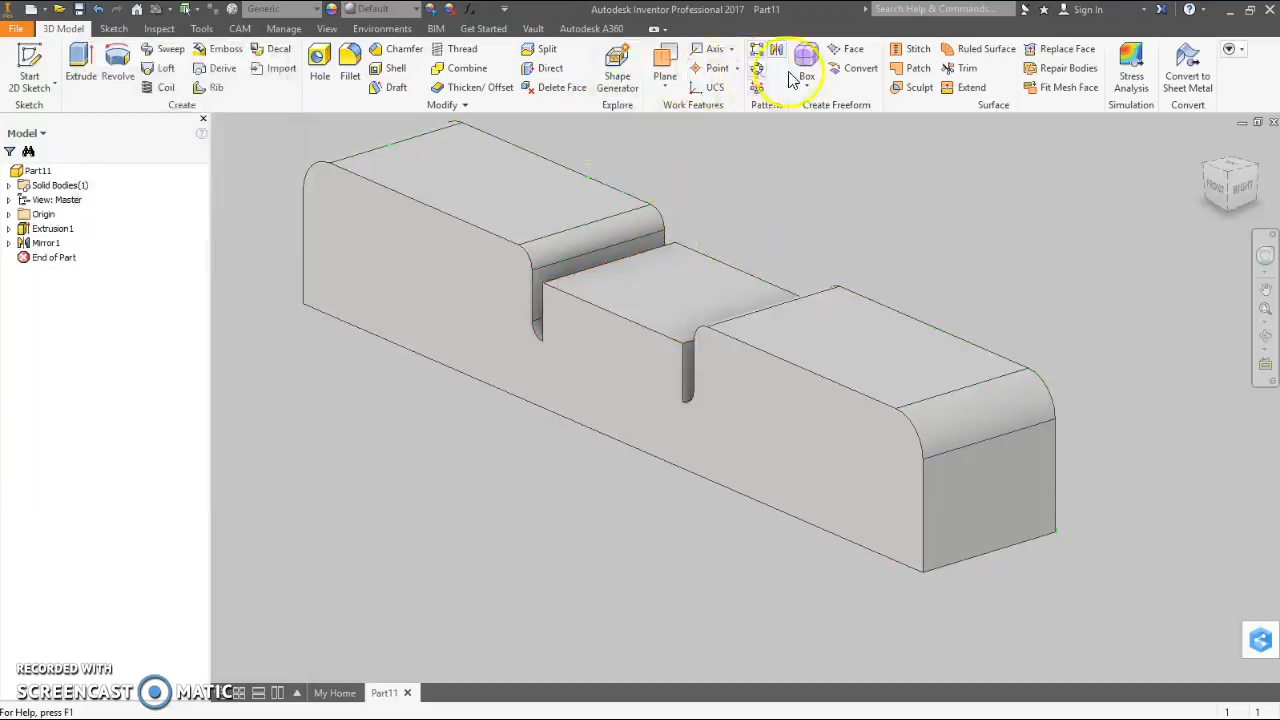 Generic
Default
Autodesk Inventor Professional 2017 Part11
Search Help & Commands...
Sign In
PRO
File 3D Model Sketch Inspect Tools CAM Manage View Environments BIM Get Started Vault Autodesk A360
Start
2D Sketch
Sketch
Extrude
Revolve
Sweep
Loft
Coil
Emboss
Derive
Rib
Decal
Import
Create
Hole
Fillet
Chamfer
Shell
Draft
Thread
Combine
Thicken/ Offset
Split
Direct
Delete Face
Modify
Shape
Generator
Explore
Plane
Axis
Point
UCS
Work Features
Box
Face
Convert
Create Freeform
Stitch
Patch
Sculpt
Ruled Surface
Trim
Extend
Replace Face
Repair Bodies
Fit Mesh Face
Surface
Stress
Analysis
Simulation
Convert to
Sheet Metal
Convert
Model
Part11
Solid Bodies(1)
View: Master
Origin
Extrusion1
Mirror1
End of Part
FRONT
RIGHT
RECORDED WITH
SCREENCAST MATIC
My Home
Part11
For Help, press F1
1 1